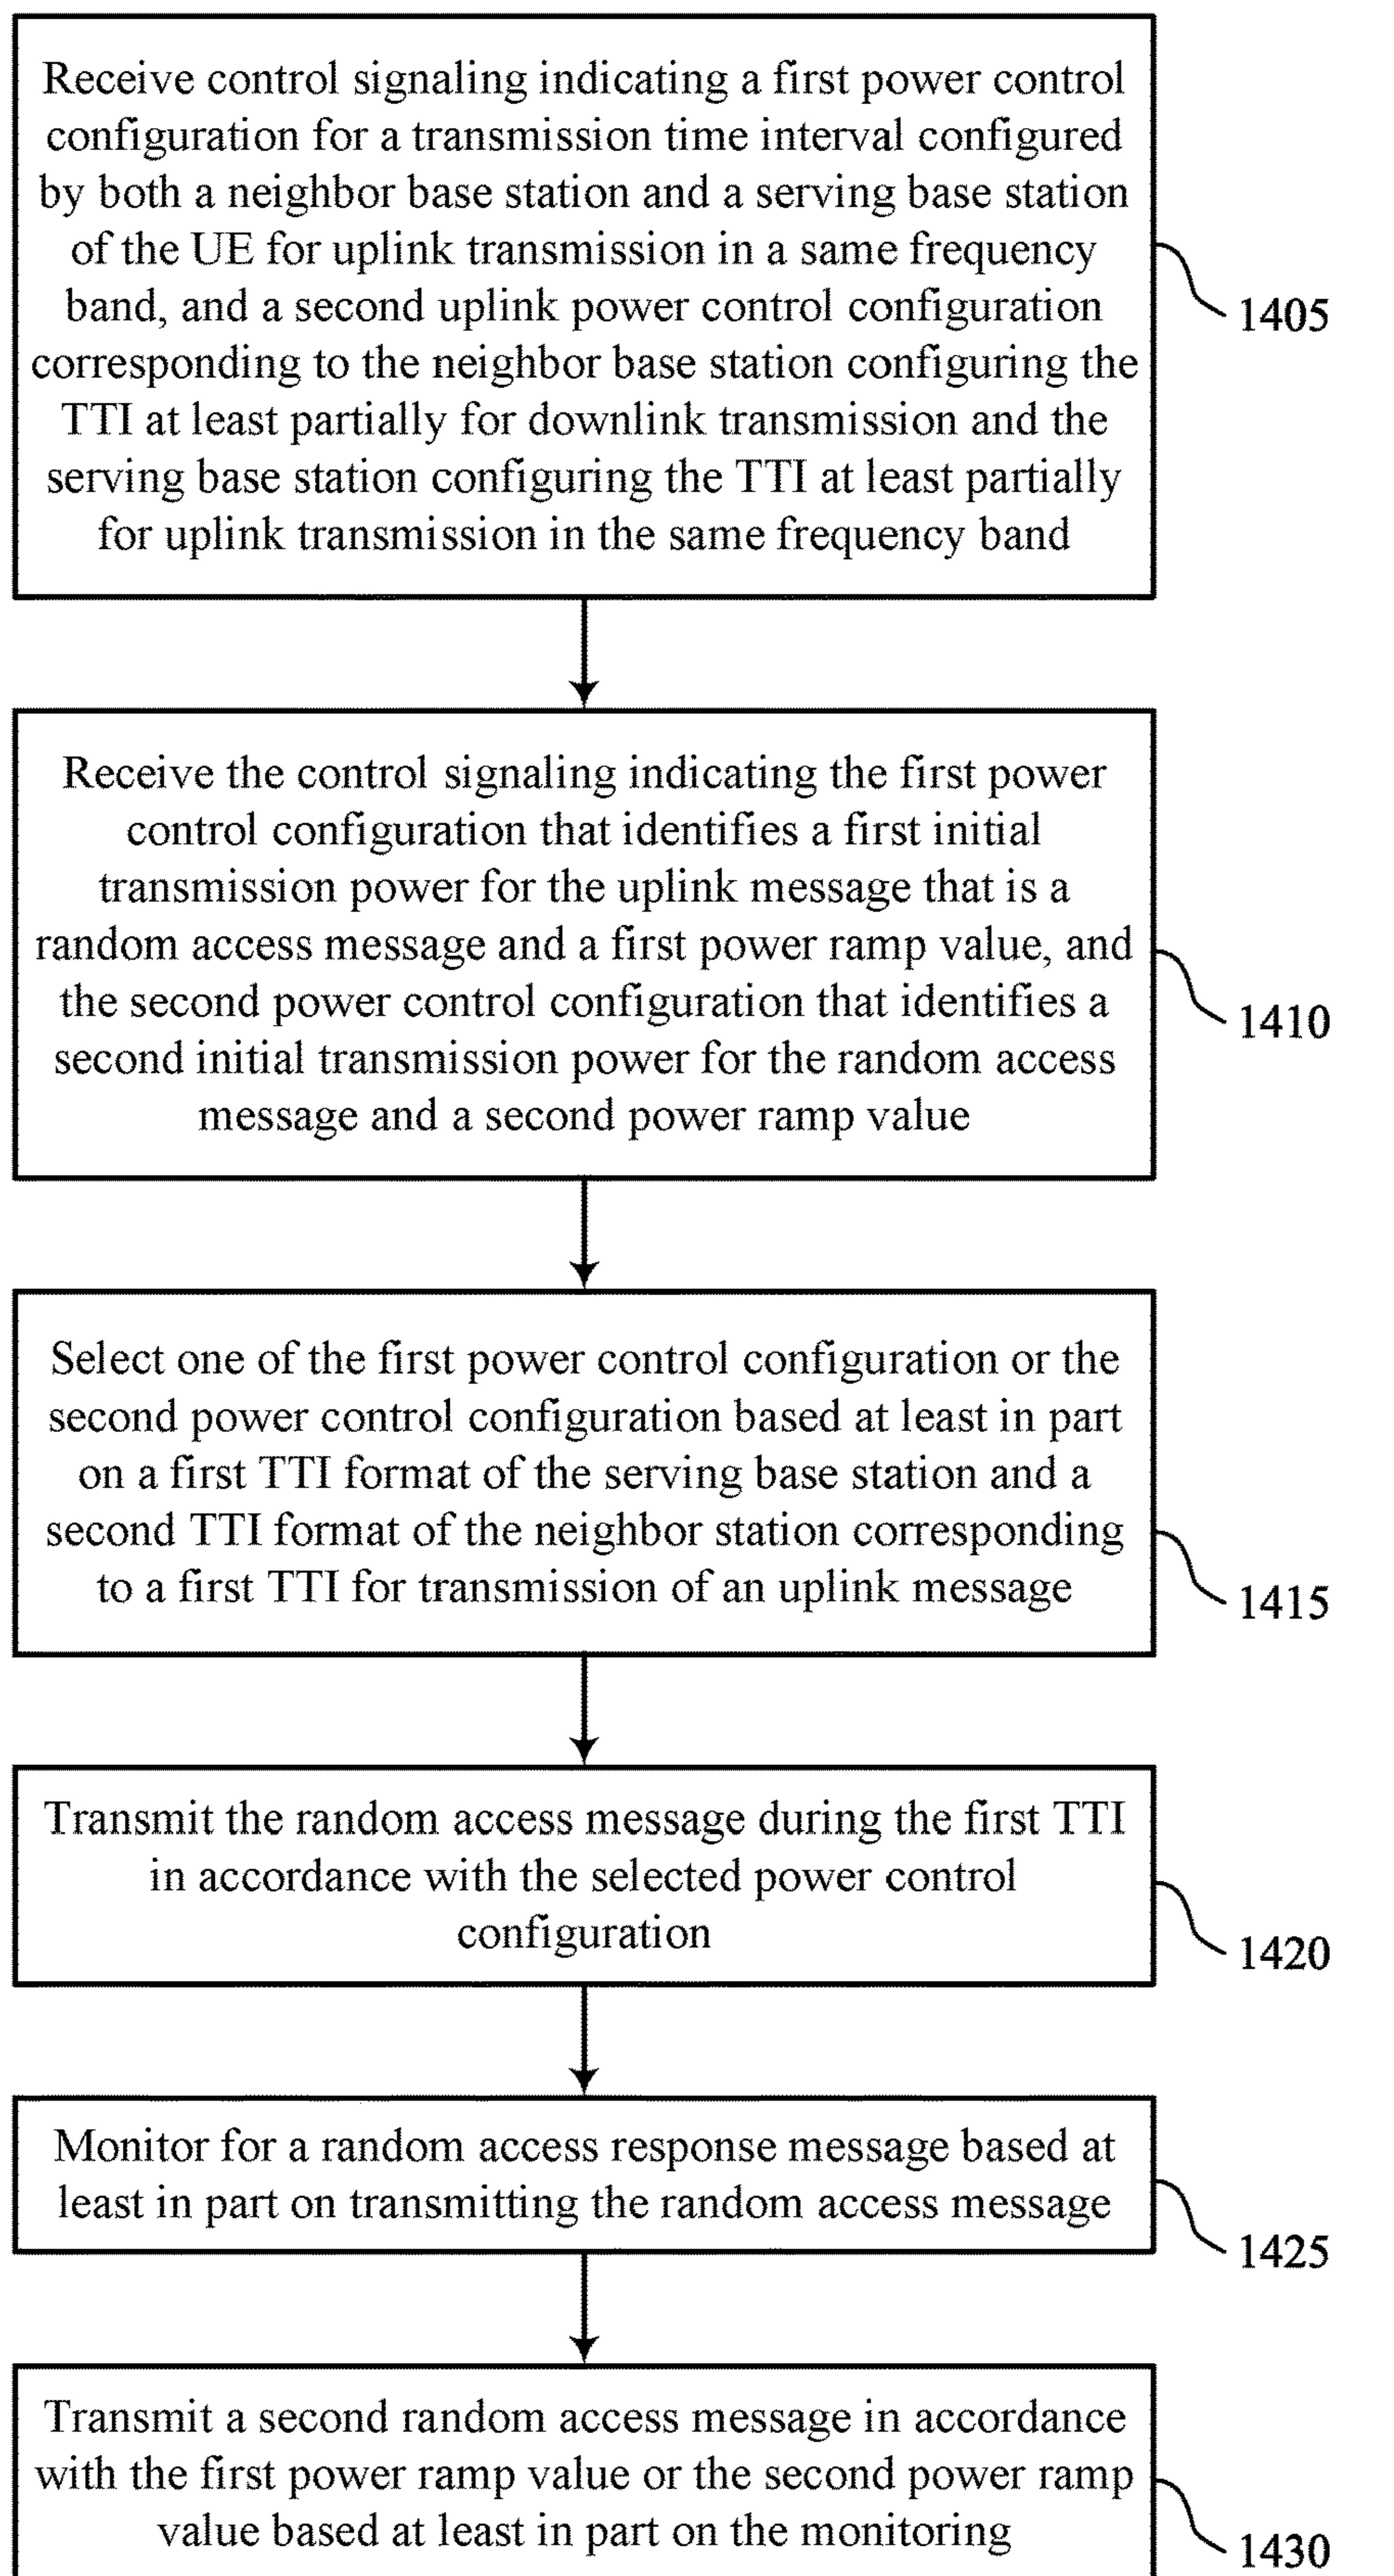 Receive control signaling indicating a first power control
configuration for a transmission time interval configured
by both a neighbor base station and a serving base station
of the UE for uplink transmission in a same frequency
band, and a second uplink power control configuration
corresponding to the neighbor base station configuring the
TTI at least partially for downlink transmission and the
serving base station configuring the TTI at least partially
for uplink transmission in the same frequency band
1405
Receive the control signaling indicating the first power
control configuration that identifies a first initial
transmission power for the uplink message that is a
random access message and a first power ramp value, and
the second power control configuration that identifies a
second initial transmission power for the random access
message and a second power ramp value
1410
Select one of the first power control configuration or the
second power control configuration based at least in part
on a first TTI format of the serving base station and a
second TTI format of the neighbor station corresponding
to a first TTI for transmission of an uplink message
1415
Transmit the random access message during the first TTI
in accordance with the selected power control
configuration
1420
Monitor for a random access response message based at
least in part on transmitting the random access message
1425
Transmit a second random access message in accordance
with the first power ramp value or the second power ramp
value based at least in part on the monitoring
1430